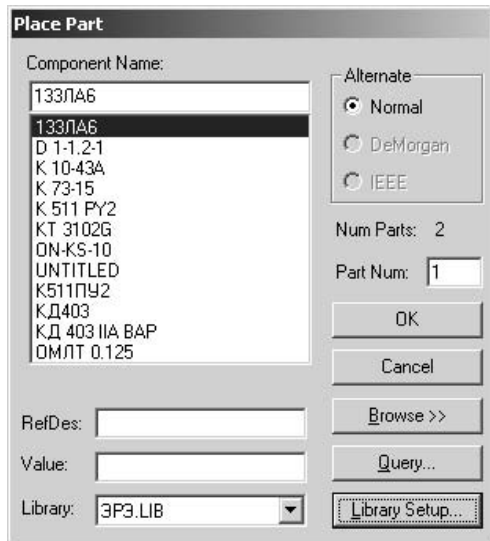 Place Part
Component Name:
133ЛА6
133ЛА6
D 1-1.2-1
K 10-43A
K 73-15
K 511 PY2
KT 3102G
ON-KS-10
UNTITLED
К511ПУ2
КД403
КД 403 IIA BAP
ОМЛТ 0.125
Alternate
Normal
DeMorgan
IEEE
Num Parts: 2
Part Num: 1
OK
Cancel
Browse >>
Query...
Library Setup...
RefDes:
Value:
Library: ЭРЭ.LIB